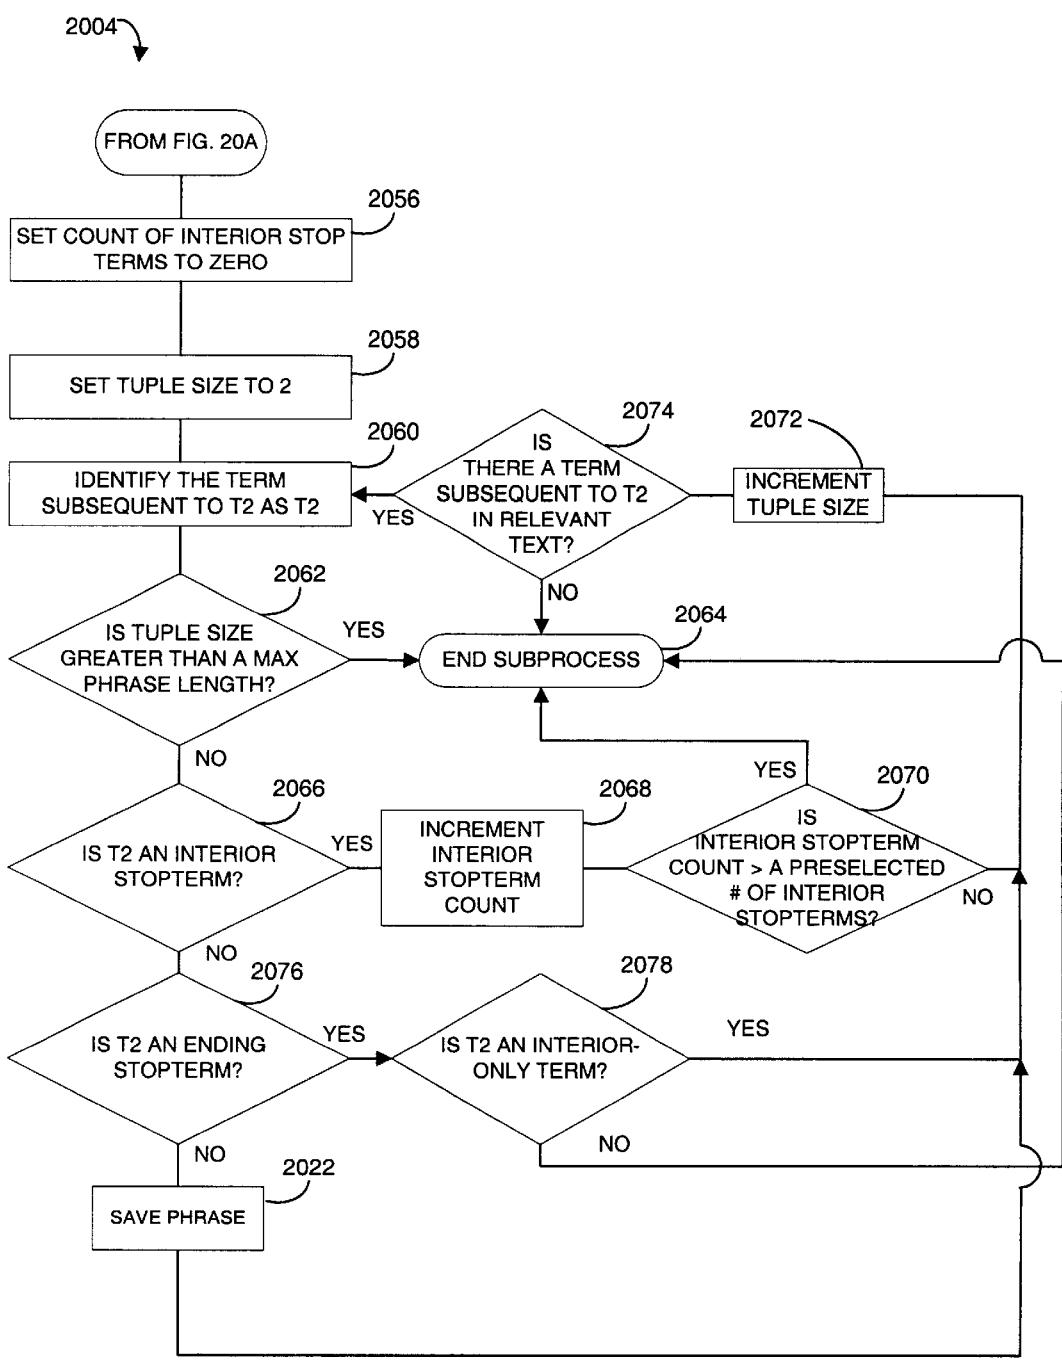 2004
FROM FIG. 20A
2056
SET COUNT OF INTERIOR STOP
TERMS TO ZERO
2058
SET TUPLE SIZE TO 2
2060
IDENTIFY THE TERM
SUBSEQUENT TO T2 AS T2
2074
IS
THERE A TERM
SUBSEQUENT TO T2
IN RELEVANT
TEXT?
YES
NO
2072
INCREMENT
TUPLE SIZE
2062
IS TUPLE SIZE
GREATER THAN A MAX
PHRASE LENGTH?
YES
NO
2064
END SUBPROCESS
2066
IS T2 AN INTERIOR
STOPTERM?
YES
NO
2068
INCREMENT
INTERIOR
STOPTERM
COUNT
2070
IS
INTERIOR STOPTERM
COUNT > A PRESELECTED
# OF INTERIOR
STOPTERMS?
YES
NO
2076
IS T2 AN ENDING
STOPTERM?
YES
NO
2078
IS T2 AN INTERIOR-
ONLY TERM?
YES
NO
2022
SAVE PHRASE